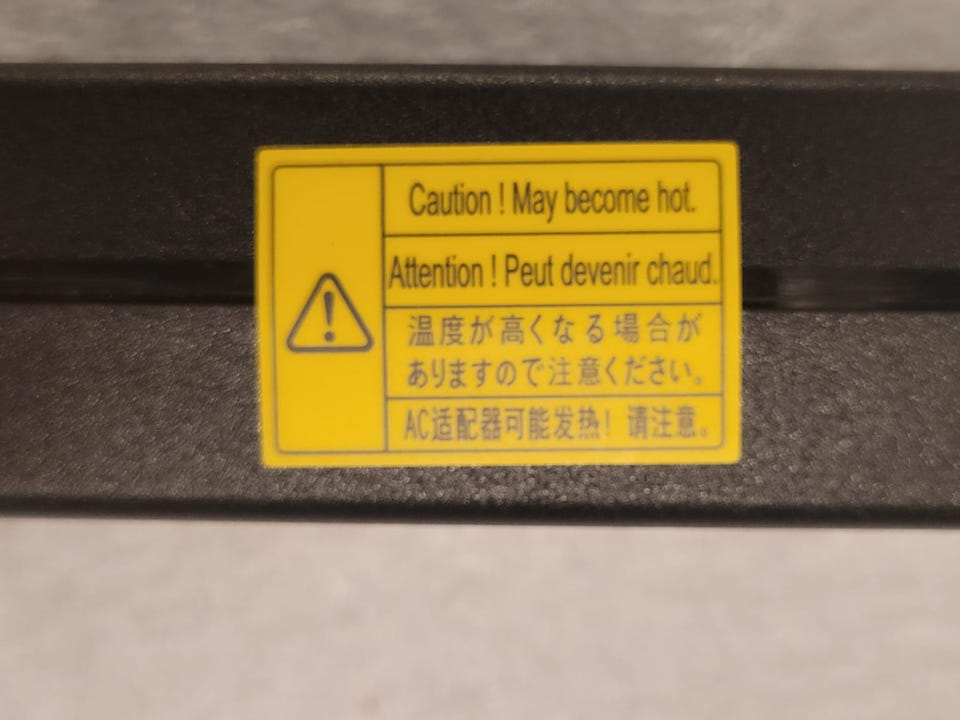 Caution ! May become hot.
Attention ! Peut devenir chaud.
温度が高くなる場合が
ありますので注意ください。
AC适配器可能发热！请注意。